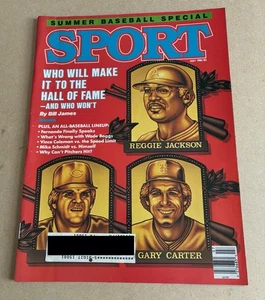 SUMMER BASEBALL SPECIAL
SPORT
WHO WILL MAKE
IT TO THE
HALL OF FAME
—AND WHO WON'T
By Bill James
PLUS, AN ALL-BASEBALL LINEUP:
• Fernando Finally Speaks
• What's Wrong with Wade Boggs
• Vince Coleman vs. the Speed Limit
• Mike Schmidt vs. Himself
• Why Can't Pitchers Hit?
REGGIE JACKSON
GARY CARTER